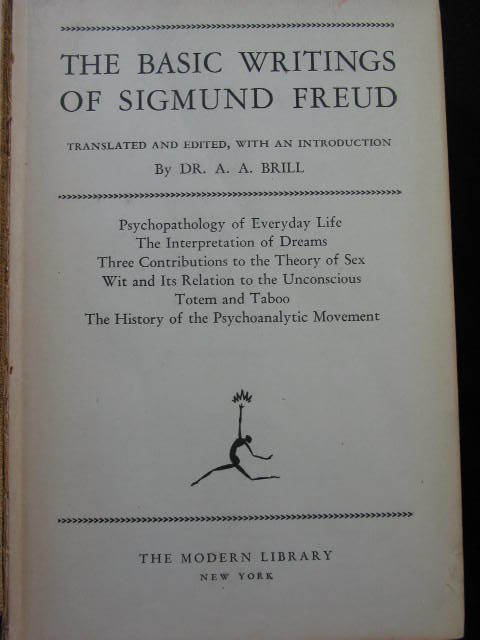 THE BASIC WRITINGS
OF SIGMUND FREUD
TRANSLATED AND EDITED, WITH AN INTRODUCTION
By DR. A. A. BRILL
Psychopathology of Everyday Life
The Interpretation of Dreams
Three Contributions to the Theory of Sex
Wit and Its Relation to the Unconscious
Totem and Taboo
The History of the Psychoanalytic Movement
THE MODERN LIBRARY
NEW YORK